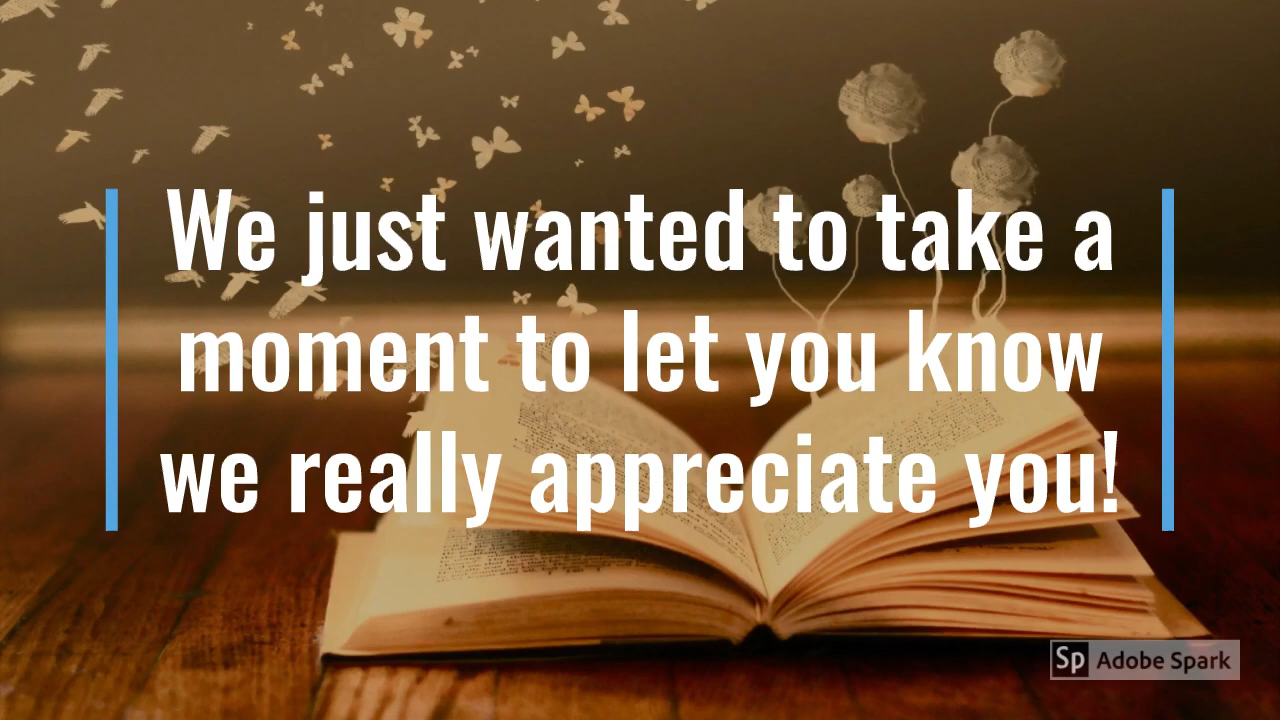 We just wanted to take a
moment to let you know
we really appreciate you!
Sp Adobe Spark